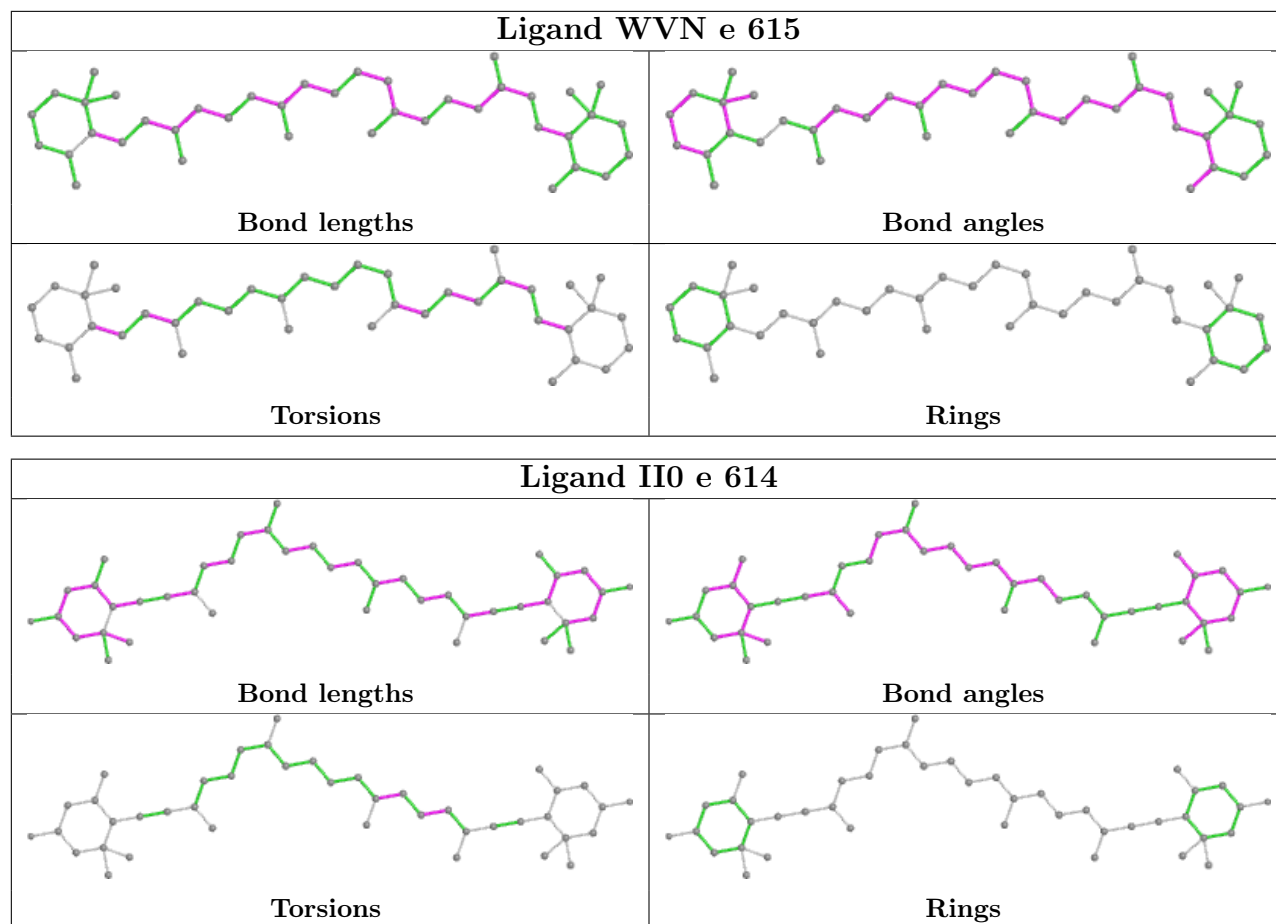 Ligand WVN e 615
Bond lengths
Bond angles
Torsions
Rings
Ligand II0 e 614
Bond lengths
Bond angles
Torsions
Rings